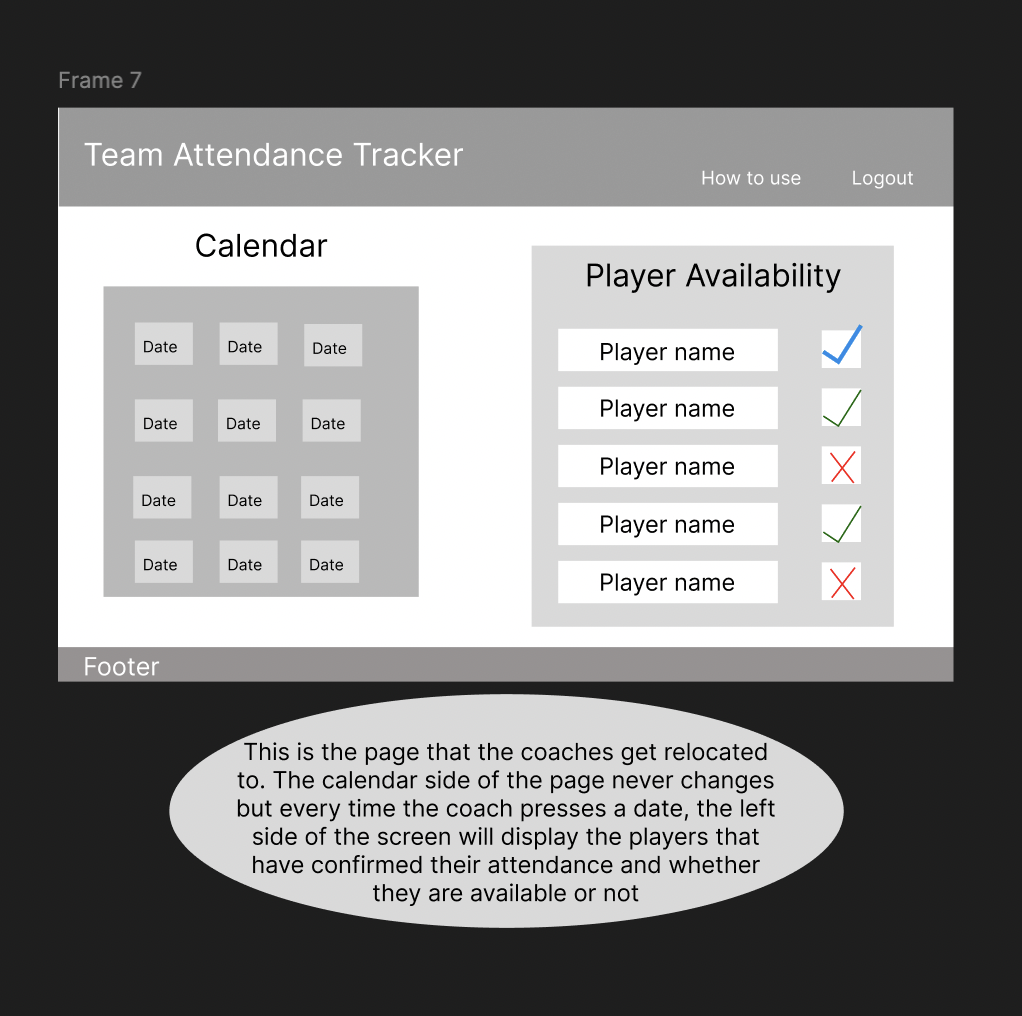 Frame 7
Team Attendance Tracker
How to use
Logout
Calendar
Date Date Date
Date Date Date
Date Date Date
Date Date Date
Player Availability
Player name
Player name
Player name
Player name
Player name
Footer
This is the page that the coaches get relocated
to. The calendar side of the page never changes
but every time the coach presses a date, the left
side of the screen will display the players that
have confirmed their attendance and whether
they are available or not